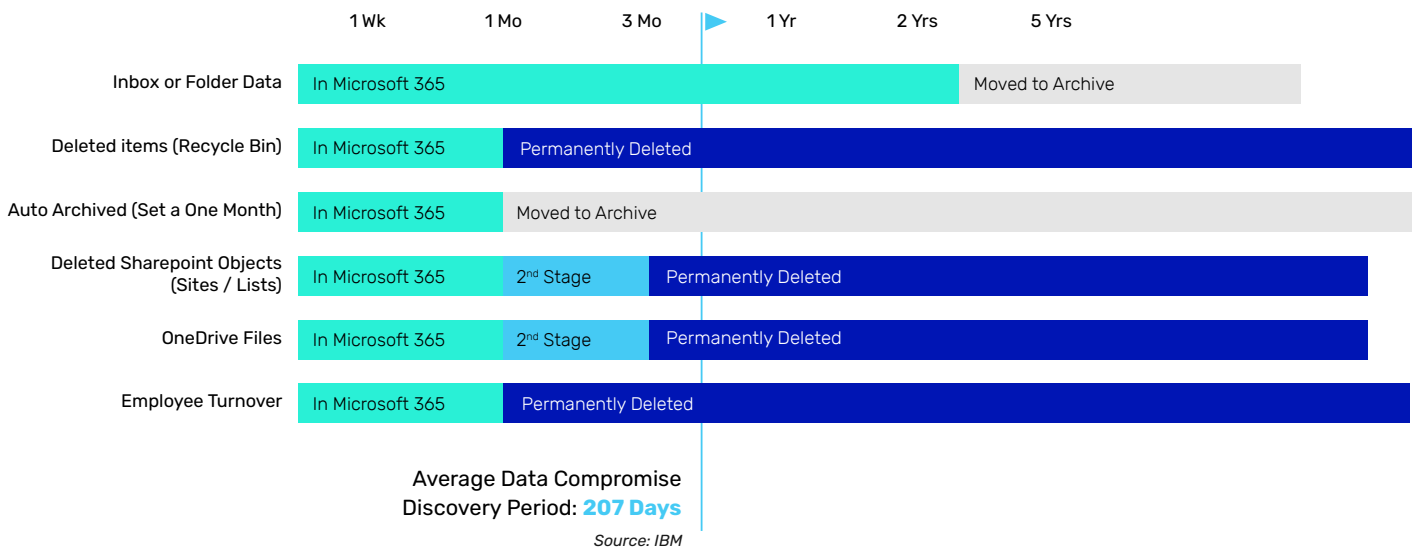 1 Wk 1 Mo 3 Mo 1 Yr 2 Yrs 5 Yrs
Inbox or Folder Data In Microsoft 365 Moved to Archive
Deleted items (Recycle Bin) In Microsoft 365 Permanently Deleted
Auto Archived (Set a One Month) In Microsoft 365 Moved to Archive
Deleted Sharepoint Objects
(Sites / Lists) In Microsoft 365 2nd Stage Permanently Deleted
OneDrive Files In Microsoft 365 2nd Stage Permanently Deleted
Employee Turnover In Microsoft 365 Permanently Deleted
Average Data Compromise
Discovery Period: 207 Days
Source: IBM